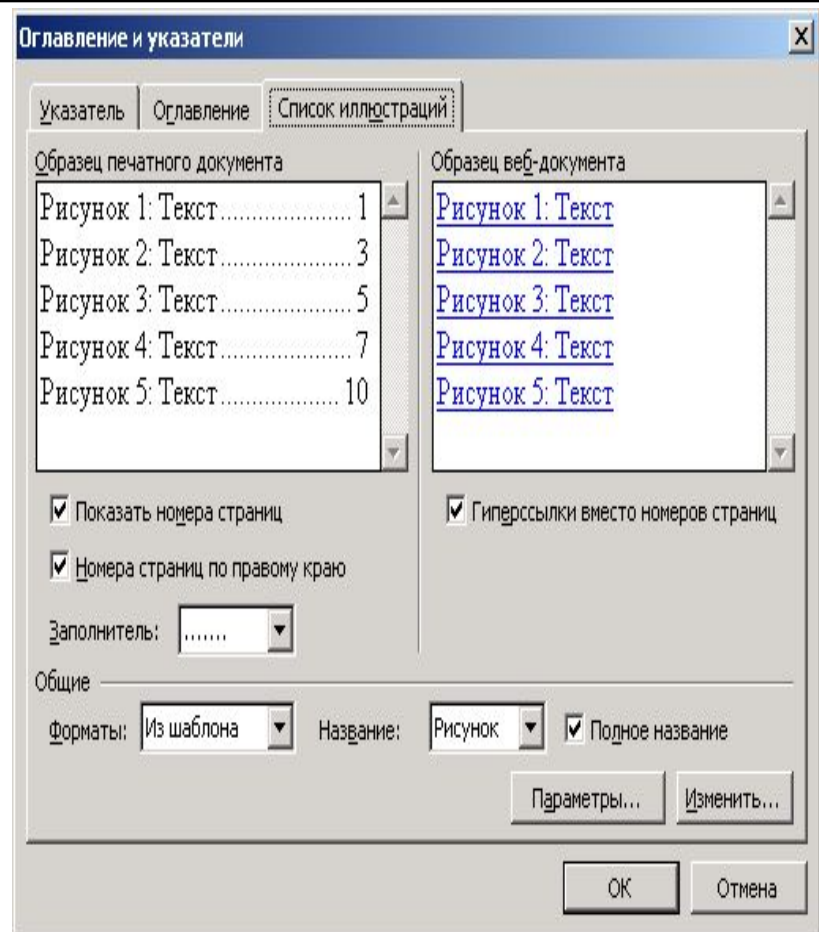 Оглавление и указатели
Указатель
Оглавление
Список иллюстраций
Образец печатного документа
Рисунок 1: Текст..................... 1
Рисунок 2: Текст..................... 3
Рисунок 3: Текст..................... 5
Рисунок 4: Текст..................... 7
Рисунок 5: Текст................... 10
Образец веб-документа
Рисунок 1: Текст
Рисунок 2: Текст
Рисунок 3: Текст
Рисунок 4: Текст
Рисунок 5: Текст
Показать номера страниц
Номера страниц по правому краю
Заполнитель: .......
Гиперссылки вместо номеров страниц
Общие
Форматы: Из шаблона Название: Рисунок Полное название
Параметры... Изменить...
ОК Отмена